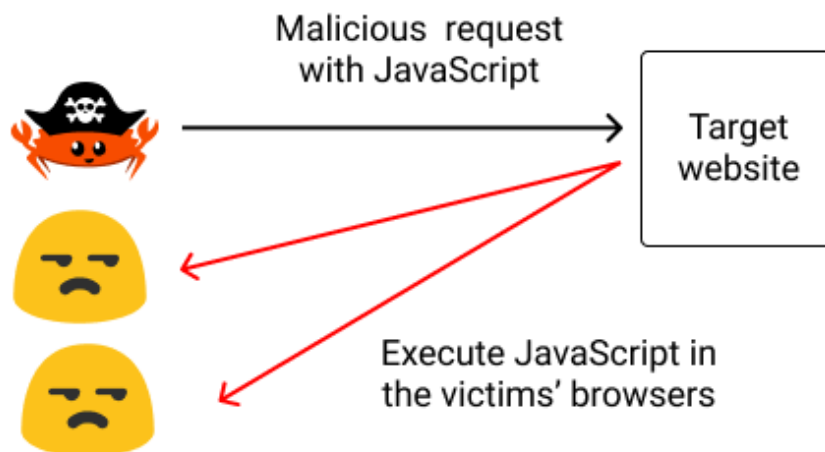 Malicious request
with JavaScript
Target
website
Execute JavaScript in
the victims’ browsers